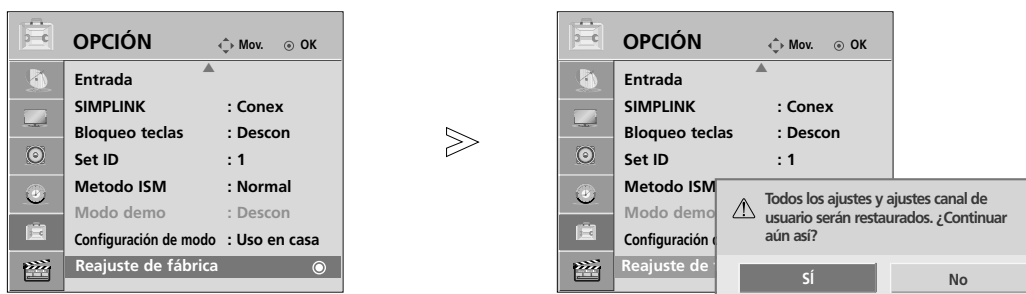 OPCIÓN Mov. OK
Entrada
SIMPLINK : Conex
Bloqueo teclas : Descon
Set ID : 1
Metodo ISM : Normal
Modo demo : Descon
Configuración de modo : Uso en casa
Reajuste de fábrica
OPCIÓN Mov. OK
Entrada
SIMPLINK : Conex
Bloqueo teclas : Descon
Set ID : 1
Metodo ISM
Modo demo
Configuración
Reajuste de
Todos los ajustes y ajustes canal de
usuario serán restaurados. ¿Continuar
aún así?
SÍ No